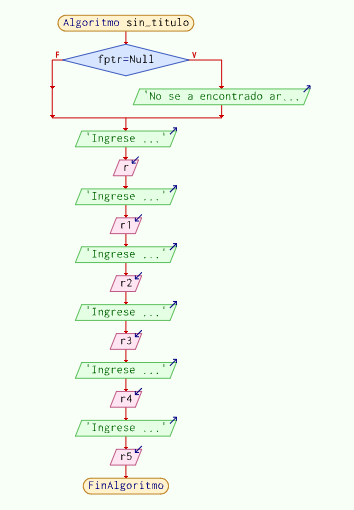 Algoritmo sin_titulo
F
V
fptr=Null
'No se a encontrado ar...
'Ingrese ...'
r
'Ingrese ...'
r1
'Ingrese ...'
r2
'Ingrese ...'
r3
'Ingrese ...'
r4
'Ingrese ...'
r5
FinAlgoritmo